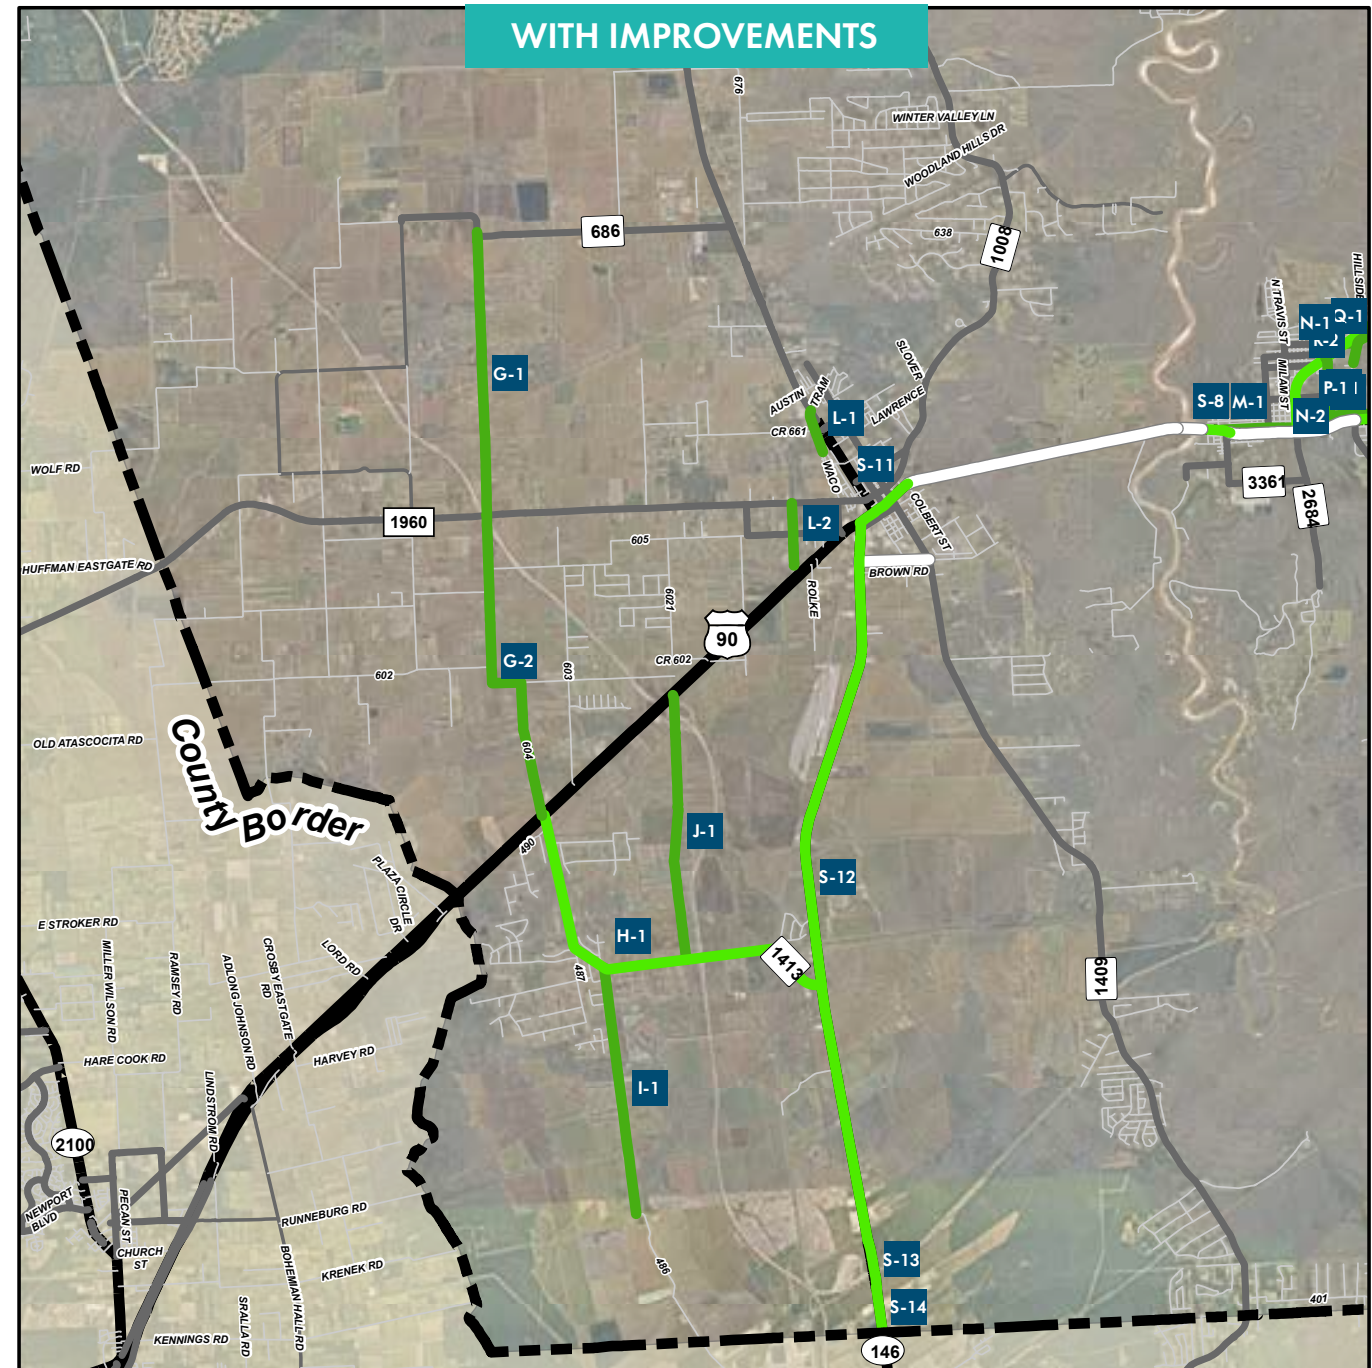 WITH IMPROVEMENTS
676
WINTER VALLEY LN
WOODLAND HILLS DR
686
638
1008
HILLSIDE
N TRAVIS ST
N-1
Q-1
R-2
G-1
SLOVER
MILAM ST
P-1
AUSTIN
TRAM
LAWRENCE
L-1
S-8
M-1
N-2
CR 661
WOLF RD
WACO
S-11
3361
2684
1960
L-2
COLBERT ST
605
HUFFMAN EASTGATE RD
BROWN RD
6021
ROLKE
90
G-2
CR 602
602
603
OLD ATASCOCITA RD
604
County
Border
J-1
490
PLAZA CIRCLE
DR
S-12
E STROKER RD
H-1
MILLER WILSON RD
RAMSEY RD
ADLONG JOHNSON RD
CROSBY EASTGATE
RD
LORD RD
487
1413
1409
HARE COOK RD
HARVEY RD
LINDSTROM RD
I-1
2100
NEWPORT
BLVD
PECAN ST
RUNNEBURG RD
CHURCH
ST
BOHEMIAN HALL RD
KRENEK RD
486
S-13
S-14
401
SRALLA RD
KENNINGS RD
146